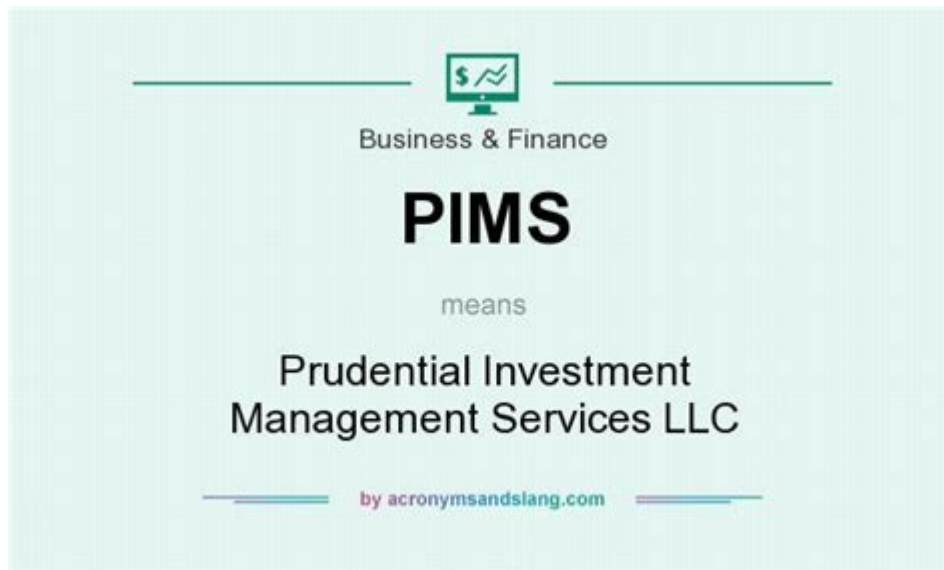 $
Business & Finance
PIMS
means
Prudential Investment
Management Services LLC
by acronymsandslang.com